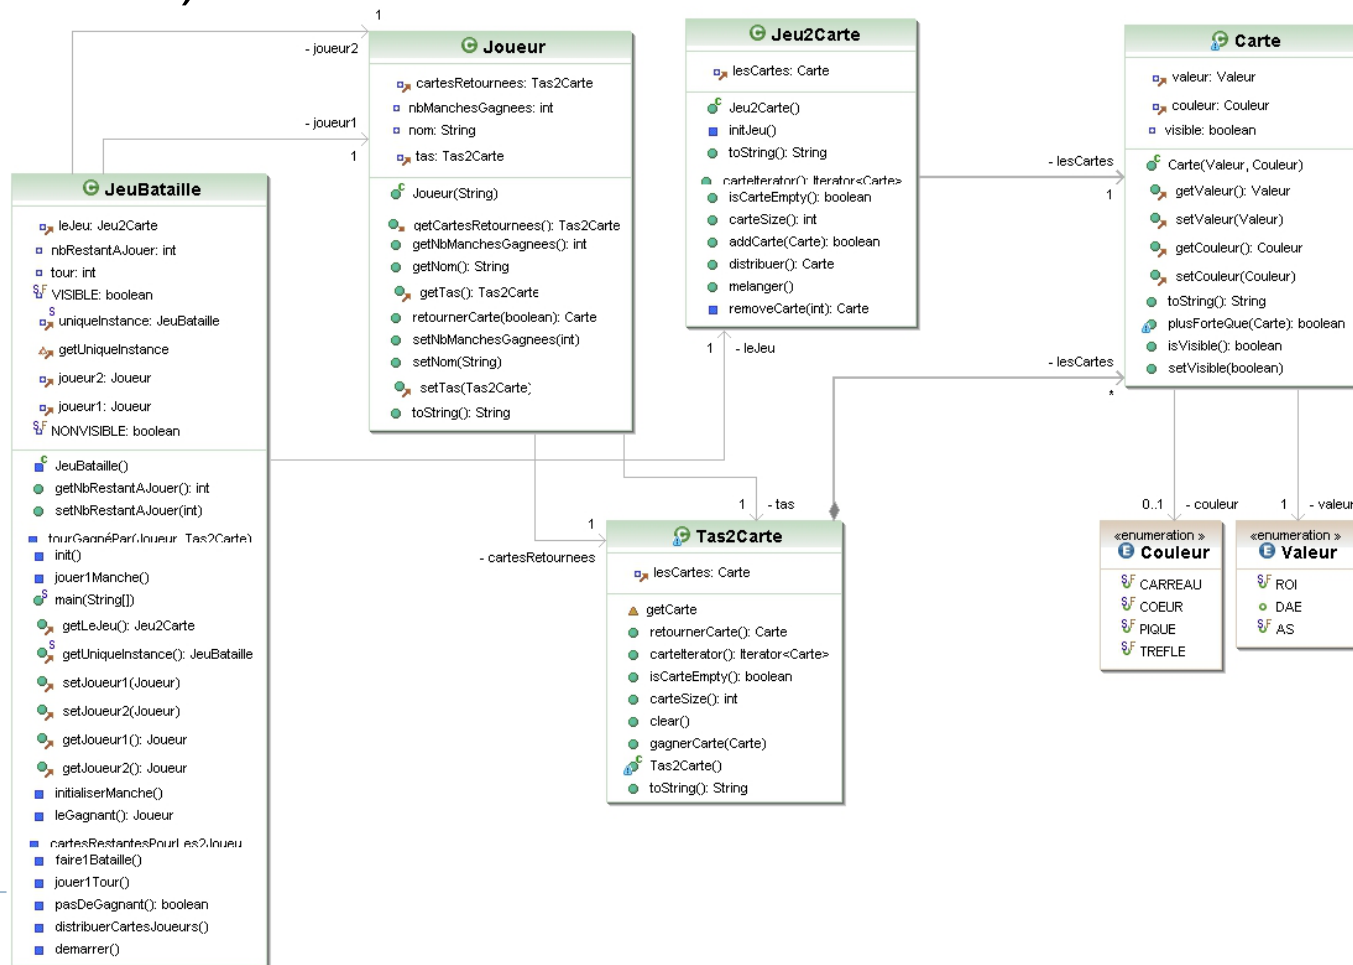 1
- joueur2
- joueur1
1
Joueur
cartesRetournees: Tas2Carte
nbManchesGagnees: int
nom: String
tas: Tas2Carte
Joueur(String)
getCartesRetournees(): Tas2Carte
getNbManchesGagnees(): int
getNom(): String
getTas(): Tas2Carte
retournerCarte(boolean): Carte
setNbManchesGagnees(int)
setNom(String)
setTas(Tas2Carte)
toString(): String
Jeu2Carte
lesCartes: Carte
Jeu2Carte()
initJeu()
toString(): String
carteIterator(): Iterator<Carte>
isCarteEmpty(): boolean
carteSize(): int
addCarte(Carte): boolean
distribuer(): Carte
melanger()
removeCarte(int): Carte
1 - leJeu
- lesCartes
1
- lesCartes
*
Carte
valeur: Valeur
couleur: Couleur
visible: boolean
Carte(Valeur, Couleur)
getValeur(): Valeur
setValeur(Valeur)
getCouleur(): Couleur
setCouleur(Couleur)
toString(): String
plusForteQue(Carte): boolean
isVisible(): boolean
setVisible(boolean)
JeuBataille
leJeu: Jeu2Carte
nbRestantAJouer: int
tour: int
VISIBLE: boolean
uniqueInstance: JeuBataille
getUniqueInstance
joueur2: Joueur
joueur1: Joueur
NONVISIBLE: boolean
JeuBataille()
getNbRestantAJouer(): int
setNbRestantAJouer(int)
tourGagnéPar(Joueur, Tas2Carte)
init()
jouer1Manche()
main(String[])
getLeJeu(): Jeu2Carte
getUniqueInstance(): JeuBataille
setJoueur1(Joueur)
setJoueur2(Joueur)
getJoueur1(): Joueur
getJoueur2(): Joueur
initialiserManche()
leGagnant(): Joueur
cartesRestantesPourLes2Joueu
faire1Bataille()
jouer1Tour()
pasDeGagnant(): boolean
distribuerCartesJoueurs()
demarrer()
1 - tas
1
- cartesRetournees
Tas2Carte
lesCartes: Carte
getCarte
retournerCarte(): Carte
carteIterator(): Iterator<Carte>
isCarteEmpty(): boolean
carteSize(): int
clear()
gagnerCarte(Carte)
Tas2Carte()
toString(): String
0..1 - couleur
«enumeration »
Couleur
CARREAU
COEUR
PIQUE
TREFLE
1 - valeur
«enumeration »
Valeur
ROI
DAE
AS